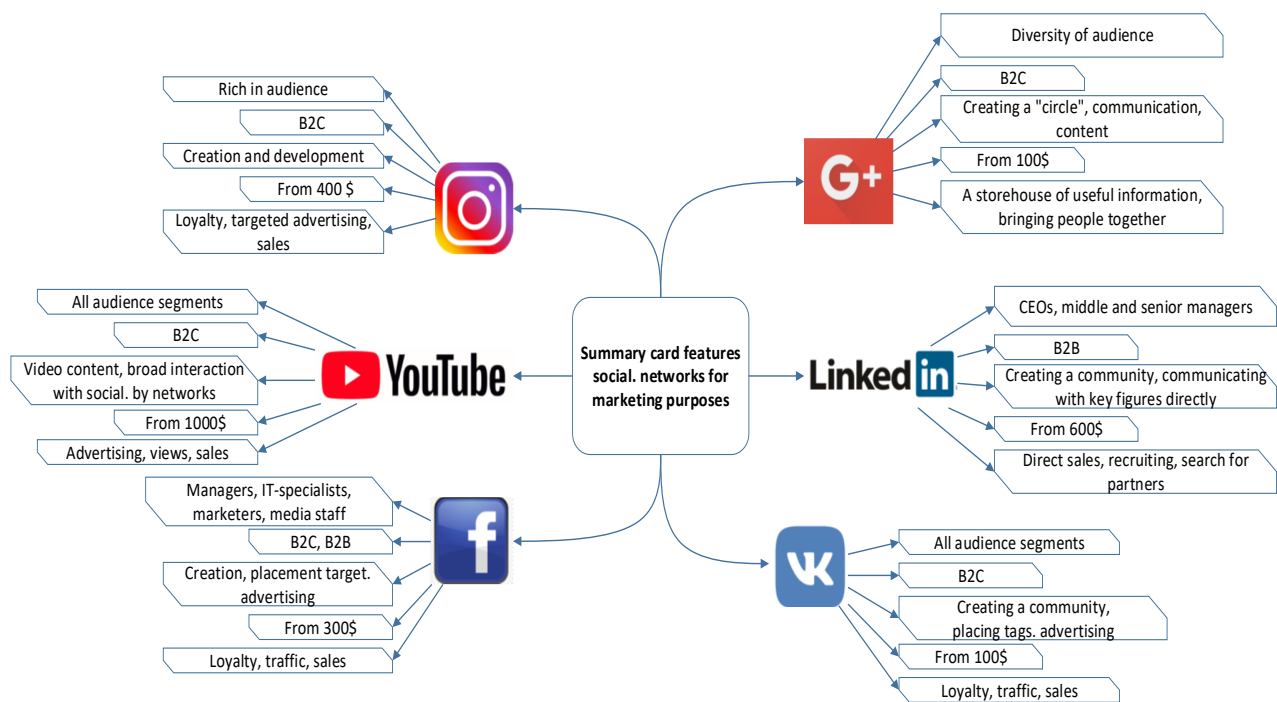 Rich in audience
B2C
Creation and development
From 400 $
Loyalty, targeted advertising,
sales
Diversity of audience
B2C
Creating a "circle", communication,
content
From 100$
A storehouse of useful information,
bringing people together
G+
All audience segments
B2C
Video content, broad interaction
with social. by networks
From 1000$
Advertising, views, sales
YouTube
Summary card features
social. networks for
marketing purposes
Linked in
CEOs, middle and senior managers
B2B
Creating a community, communicating
with key figures directly
From 600$
Direct sales, recruiting, search for
partners
Managers, IT-specialists,
marketers, media staff
B2C, B2B
Creation, placement target.
advertising
From 300$
Loyalty, traffic, sales
f
VK
All audience segments
B2C
Creating a community,
placing tags. advertising
From 100$
Loyalty, traffic, sales